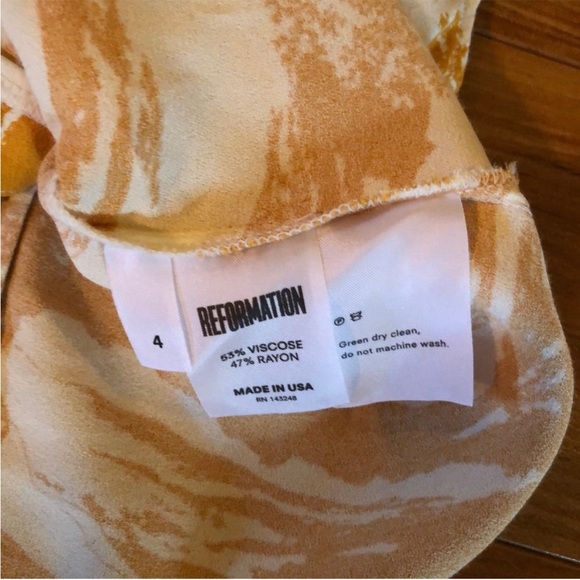 4
REFORMATION
53% VISCOSE
47% RAYON
MADE IN USA
RN 143248
Green dry clean,
do not machine wash.